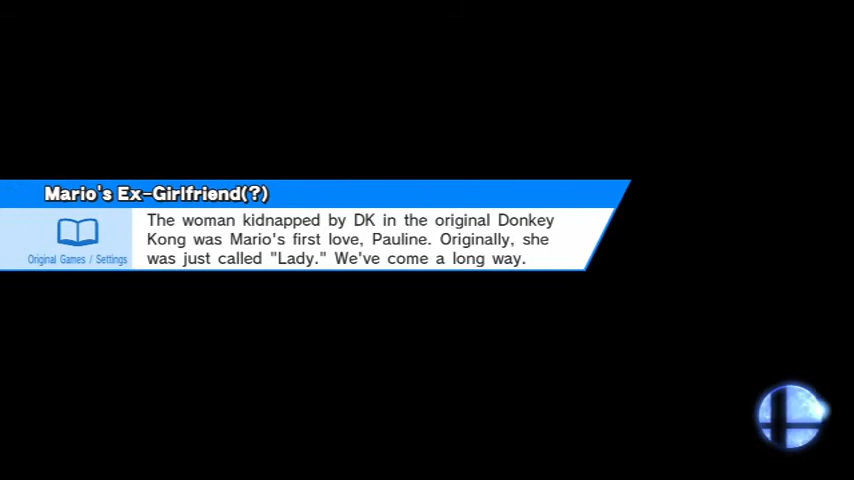 Mario's Ex-Girlfriend(?)
The woman kidnapped by DK in the original Donkey
Kong was Mario's first love, Pauline. Originally, she
was just called "Lady." We've come a long way.
Original Games / Settings